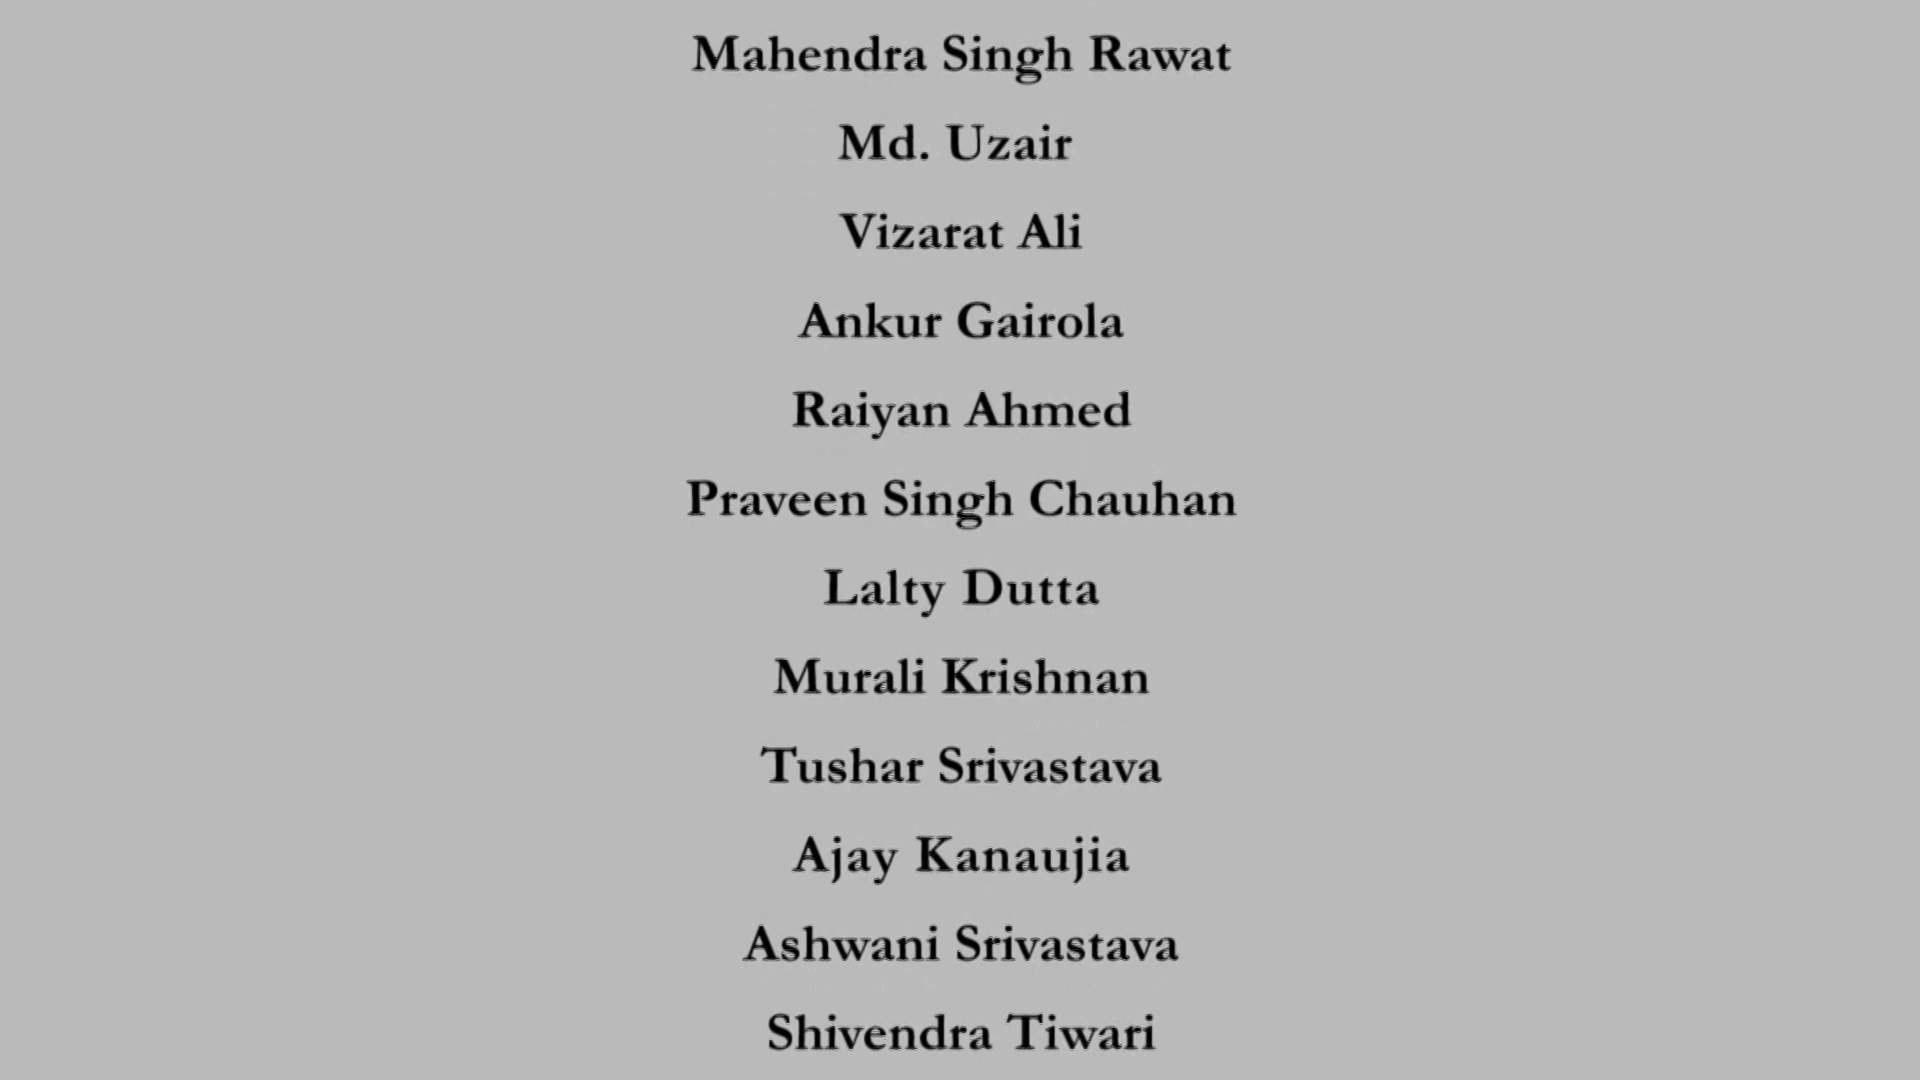 Mahendra Singh Rawat
Md. Uzair
Vizarat Ali
Ankur Gairola
Raiyan Ahmed
Praveen Singh Chauhan
Lalty Dutta
Murali Krishnan
Tushar Srivastava
Ajay Kanaujia
Ashwani Srivastava
Shivendra Tiwari